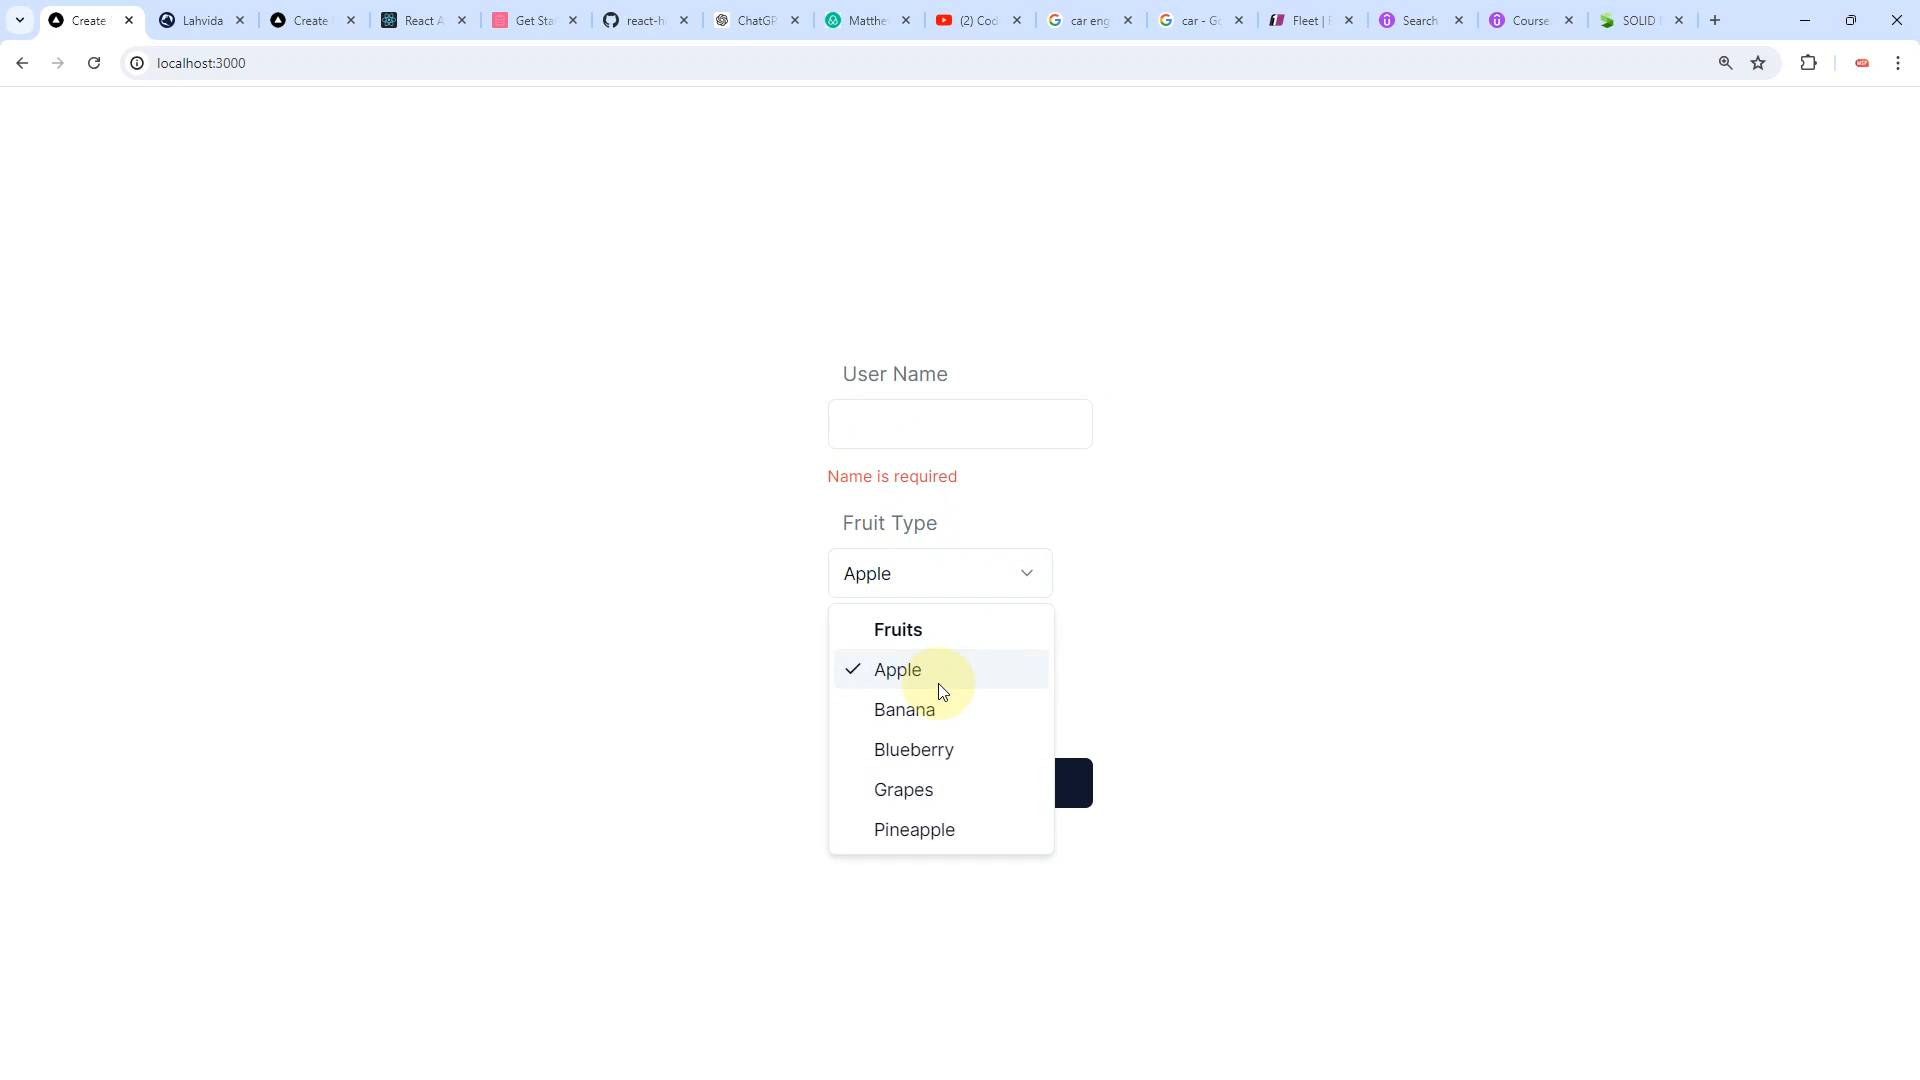 Create
Lahvida
Create
React A
Get Sta
react-h
ChatGP
Matthe
(2) Cod
car eng
car - Go
Fleet | F
Search
Course
SOLID
localhost:3000
User Name
Name is required
Fruit Type
Apple
Fruits
Apple
Banana
Blueberry
Grapes
Pineapple